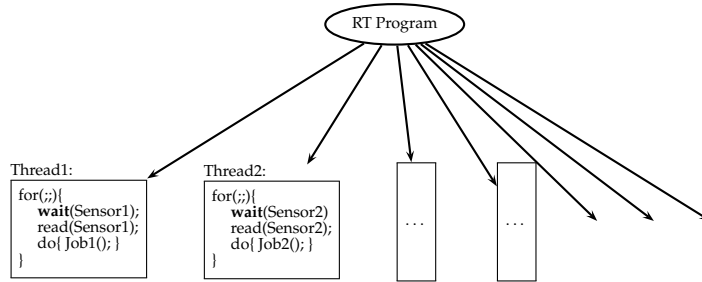 RT Program
Thread1:
for(;;){
wait(Sensor1);
read(Sensor1);
do{ Job1(); }
}
Thread2:
for(;;){
wait(Sensor2)
read(Sensor2);
do{ Job2(); }
}
...
...